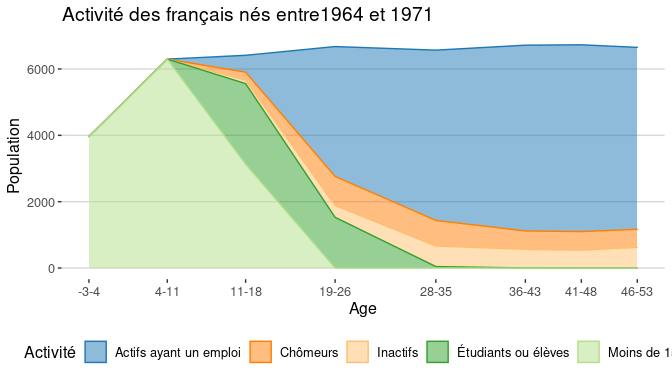 Activité des français nés entre1964 et 1971
Population
6000
4000
2000
0
-3-4 4-11 11-18 19-26 28-35 36-43 41-48 46-53
Age
Activité Actifs ayant un emploi Chômeurs Inactifs Étudiants ou élèves Moins de 1